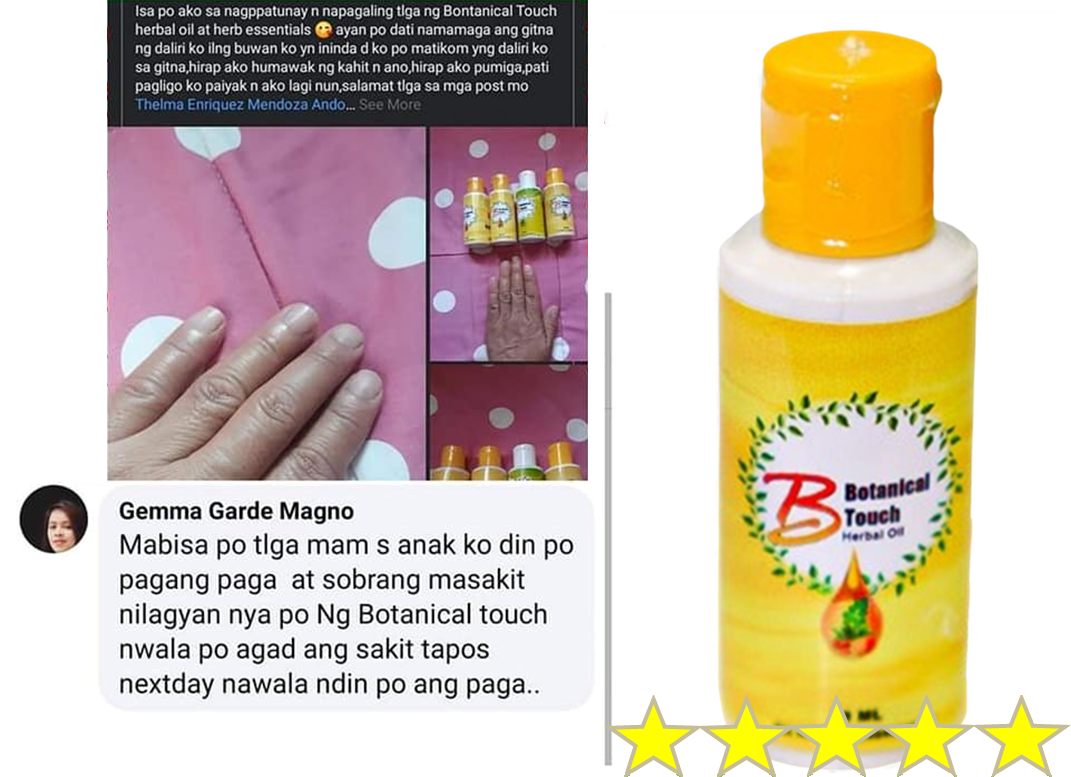 Isa po ako sa nagppatunay n napagaling tlga ng Bontanical Touch
herbal oil at herb essentials 😋 ayan po dati namamaga ang gitna
ng daliri ko ilng buwan ko yn ininda d ko po matikom yng daliri ko
sa gitna,hirap ako humawak ng kahit n ano,hirap ako pumiga,pati
pagligo ko paiyak n ako lagi nun,salamat tlga sa mga post mo
Thelma Enriquez Mendoza Ando... See More
Gemma Garde Magno
Mabisa po tlga mam s anak ko din po
pagang paga at sobrang masakit
nilagyan nya po Ng Botanical touch
nwala po agad ang sakit tapos
nextday nawala ndin po ang paga..
B Botanical
Touch
Herbal Oil
ML